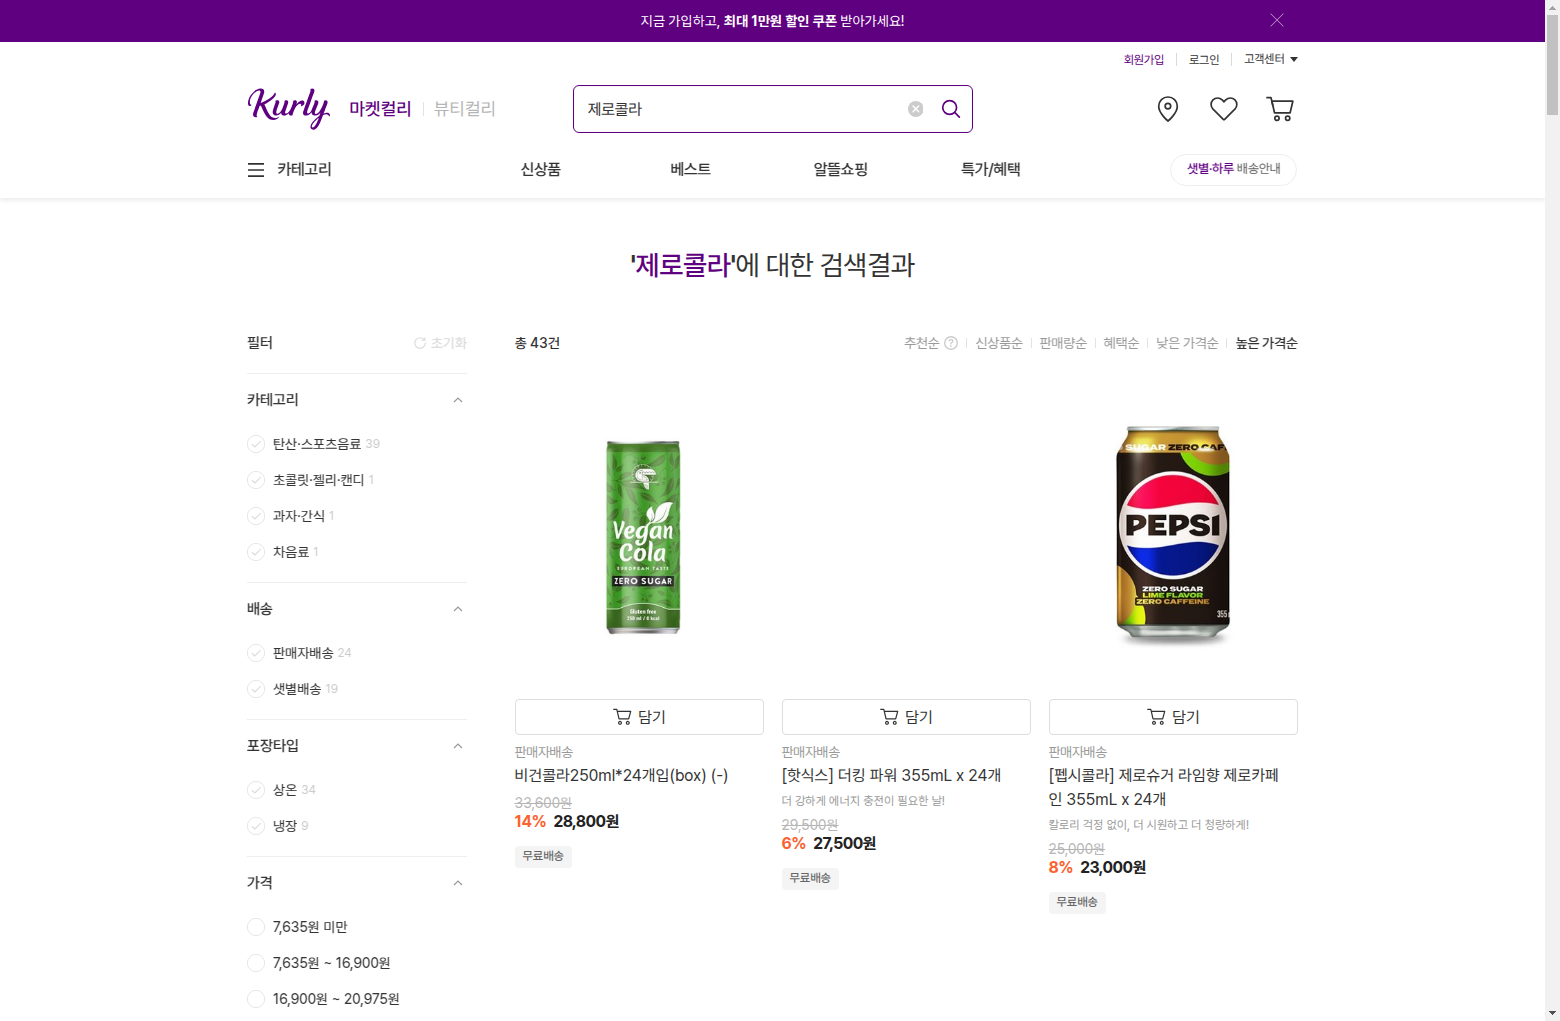 지금 가입하고, 최대 1만원 할인 쿠폰 받아가세요!
회원가입 로그인 고객센터
Kurly 마켓컬리 뷰티컬리 제로콜라
카테고리 신상품 베스트 알뜰쇼핑 특가/혜택 샛별·하루 배송안내
'제로콜라'에 대한 검색결과
필터 초기화
총 43건 추천순 ? 신상품순 판매량순 혜택순 낮은 가격순 높은 가격순
카테고리
탄산·스포츠음료 39
초콜릿·젤리·캔디 1
과자·간식 1
차음료 1
배송
판매자배송 24
샛별배송 19
포장타입
상온 34
냉장 9
가격
7,635원 미만
7,635원 ~ 16,900원
16,900원 ~ 20,975원
Vegan
Cola
EUROPEAN TASTE
ZERO SUGAR
Gluten free
담기
판매자배송
비건콜라250ml*24개입(box) (-)
33,600원
14% 28,800원
무료배송
담기
판매자배송
[핫식스] 더킹 파워 355mL x 24개
더 강하게 에너지 충전이 필요한 날!
29,500원
6% 27,500원
무료배송
SUGAR ZERO CAF
PEPSI
ZERO SUGAR
LIME FLAVOR
ZERO CAFFEINE
355
담기
판매자배송
[펩시콜라] 제로슈거 라임향 제로카페
인 355mL x 24개
칼로리 걱정 없이, 더 시원하고 더 청량하게!
25,000원
8% 23,000원
무료배송